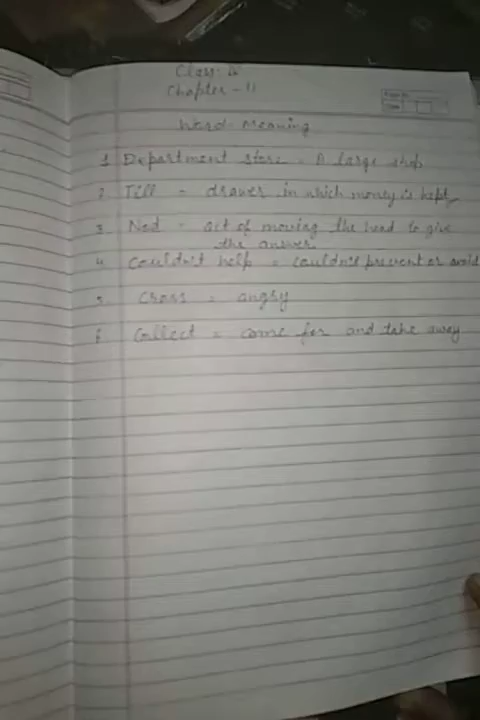 Class-IV
Chapter - 11
Word-Meaning
1 Department store = A large shop
2 Till - drawer in which money is kept
3 Nod - act of moving the head to give
the answer
4 Couldn't help = couldn't prevent or avoid
5 Cross = angry
6 Collect = come for and take away